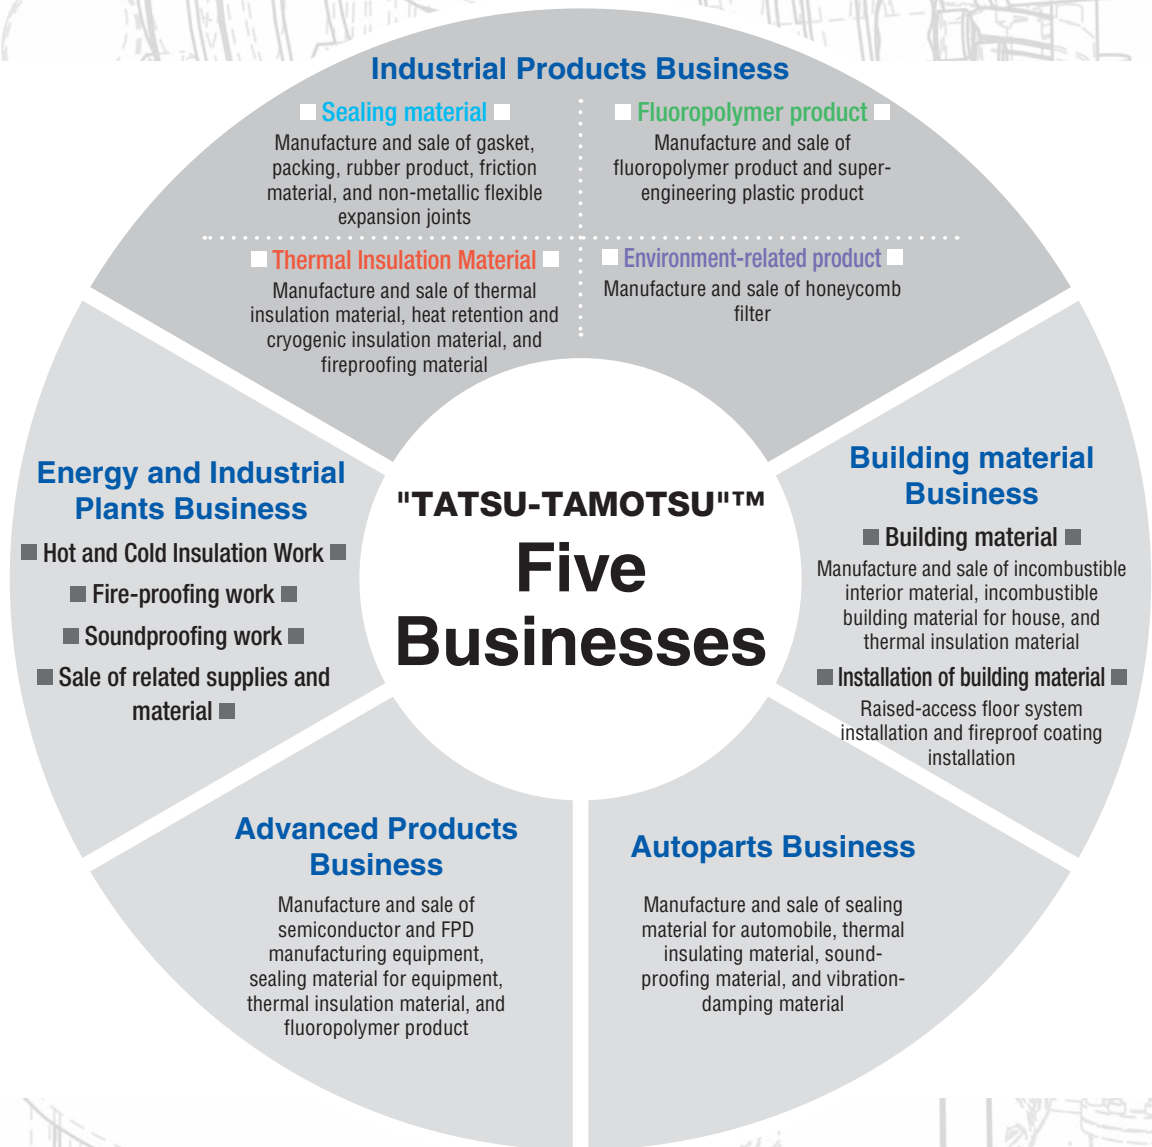 Industrial Products Business
Sealing material
Manufacture and sale of gasket,
packing, rubber product, friction
material, and non-metallic flexible
expansion joints
Fluoropolymer product
Manufacture and sale of
fluoropolymer product and super-
engineering plastic product
Thermal Insulation Material
Manufacture and sale of thermal
insulation material, heat retention and
cryogenic insulation material, and
fireproofing material
Environment-related product
Manufacture and sale of honeycomb
filter
Energy and Industrial
Plants Business
Hot and Cold Insulation Work
Fire-proofing work
Soundproofing work
Sale of related supplies and
material
"TATSU-TAMOTSU"™
Five
Businesses
Building material
Business
Building material
Manufacture and sale of incombustible
interior material, incombustible
building material for house, and
thermal insulation material
Installation of building material
Raised-access floor system
installation and fireproof coating
installation
Advanced Products
Business
Manufacture and sale of
semiconductor and FPD
manufacturing equipment,
sealing material for equipment,
thermal insulation material, and
fluoropolymer product
Autoparts Business
Manufacture and sale of sealing
material for automobile, thermal
insulating material, sound-
proofing material, and vibration-
damping material